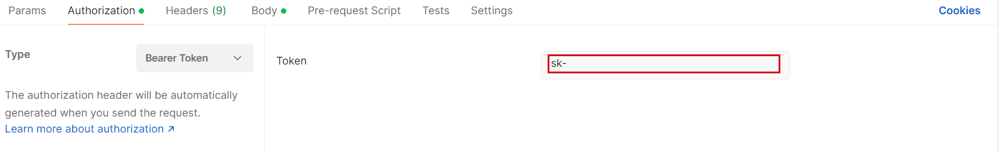 Params Authorization Headers (9) Body Pre-request Script Tests Settings Cookies
Type Bearer Token
Token sk-
The authorization header will be automatically
generated when you send the request.
Learn more about authorization ↗